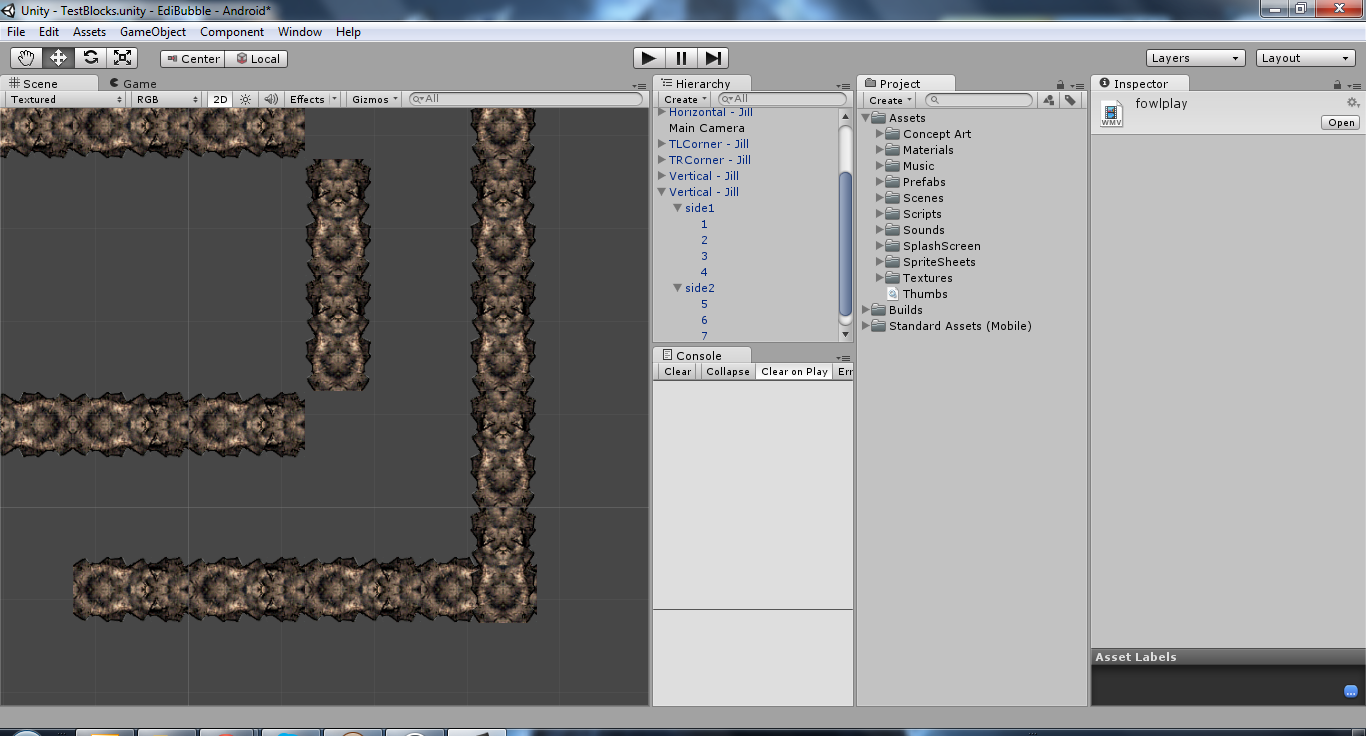 Unity - TestBlocks.unity - EdiBubble - Android*
File Edit Assets GameObject Component Window Help
Center Local Layers Layout
Scene Game
Textured RGB 2D Effects Gizmos All
Hierarchy
Create All
Horizontal - Jill
Main Camera
TLCorner - Jill
TRCorner - Jill
Vertical - Jill
Vertical - Jill
side1
1
2
3
4
side2
5
6
7
Console
Clear Collapse Clear on Play Err
Project
Create
Assets
Concept Art
Materials
Music
Prefabs
Scenes
Scripts
Sounds
SplashScreen
SpriteSheets
Textures
Thumbs
Builds
Standard Assets (Mobile)
Inspector
fowlplay
WMV
Open
Asset Labels